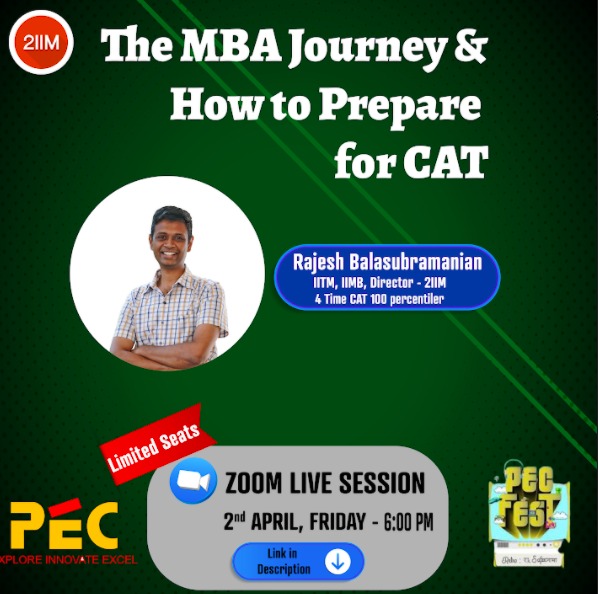 2IIM
The MBA Journey &
How to Prepare
for CAT
Rajesh Balasubramanian
IITM, IIMB, Director - 2IIM
4 Time CAT 100 percentiler
Limited Seats
ZOOM LIVE SESSION
2nd APRIL, FRIDAY - 6:00 PM
Link in
Description
PEC
XPLORE INNOVATE EXCEL
PEC
FEST